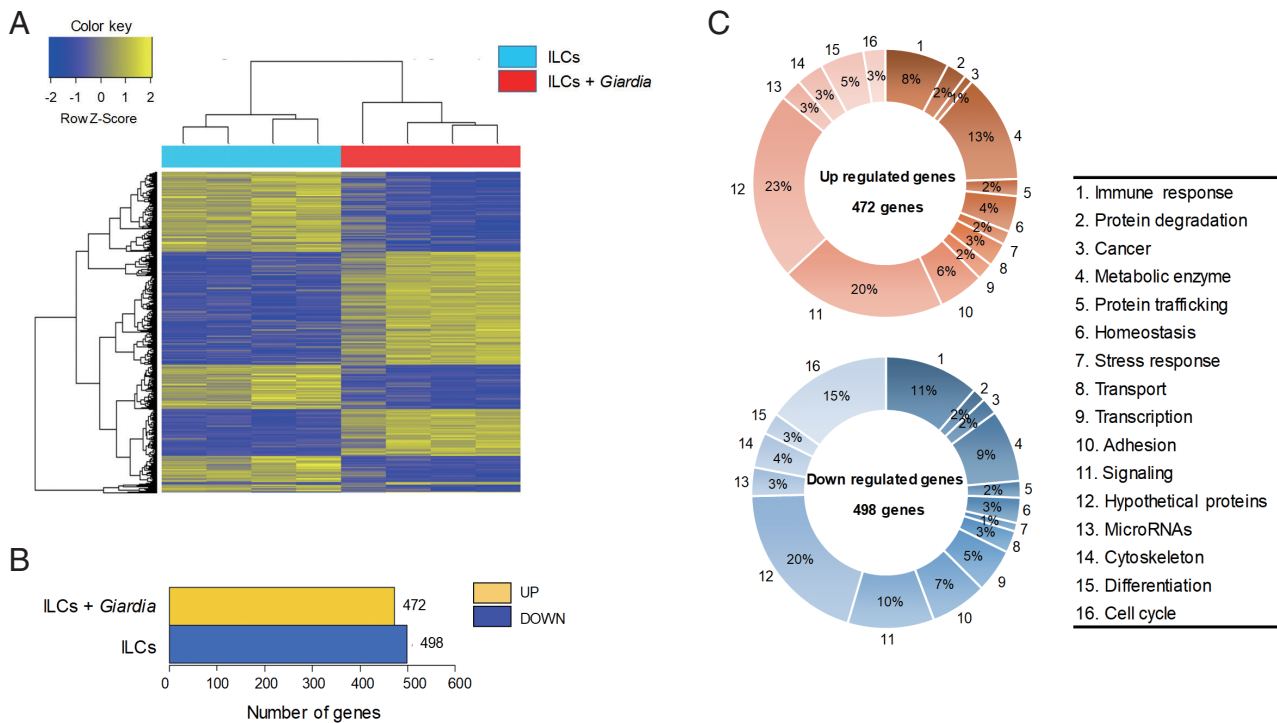 A
Color key
-2 -1 0 1 2
Row Z-Score
ILCs
ILCs + Giardia
B
ILCs + Giardia
ILCs
472
498
UP
DOWN
0 100 200 300 400 500 600
Number of genes
C
1
2
3
4
5
6
7
8
9
10
11
12
13
14
15
16
8%
2%
1%
13%
2%
4%
2%
3%
2%
6%
20%
23%
3%
3%
5%
3%
Up regulated genes
472 genes
1
2
3
4
5
6
7
8
9
10
11
12
13
14
15
16
11%
2%
2%
9%
2%
3%
1%
3%
5%
7%
10%
20%
3%
4%
3%
15%
Down regulated genes
498 genes
1. Immune response
2. Protein degradation
3. Cancer
4. Metabolic enzyme
5. Protein trafficking
6. Homeostasis
7. Stress response
8. Transport
9. Transcription
10. Adhesion
11. Signaling
12. Hypothetical proteins
13. MicroRNAs
14. Cytoskeleton
15. Differentiation
16. Cell cycle